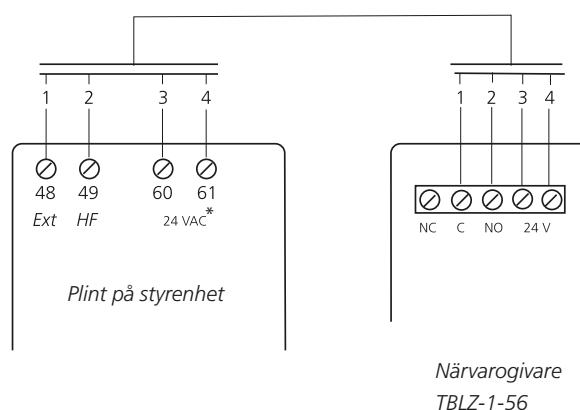 1 2 3 4
1 2 3 4
48 49 60 61
Ext HF 24 VAC*
NC C NO 24 V
Plint på styrenhet
Närvarogivare
TBLZ-1-56